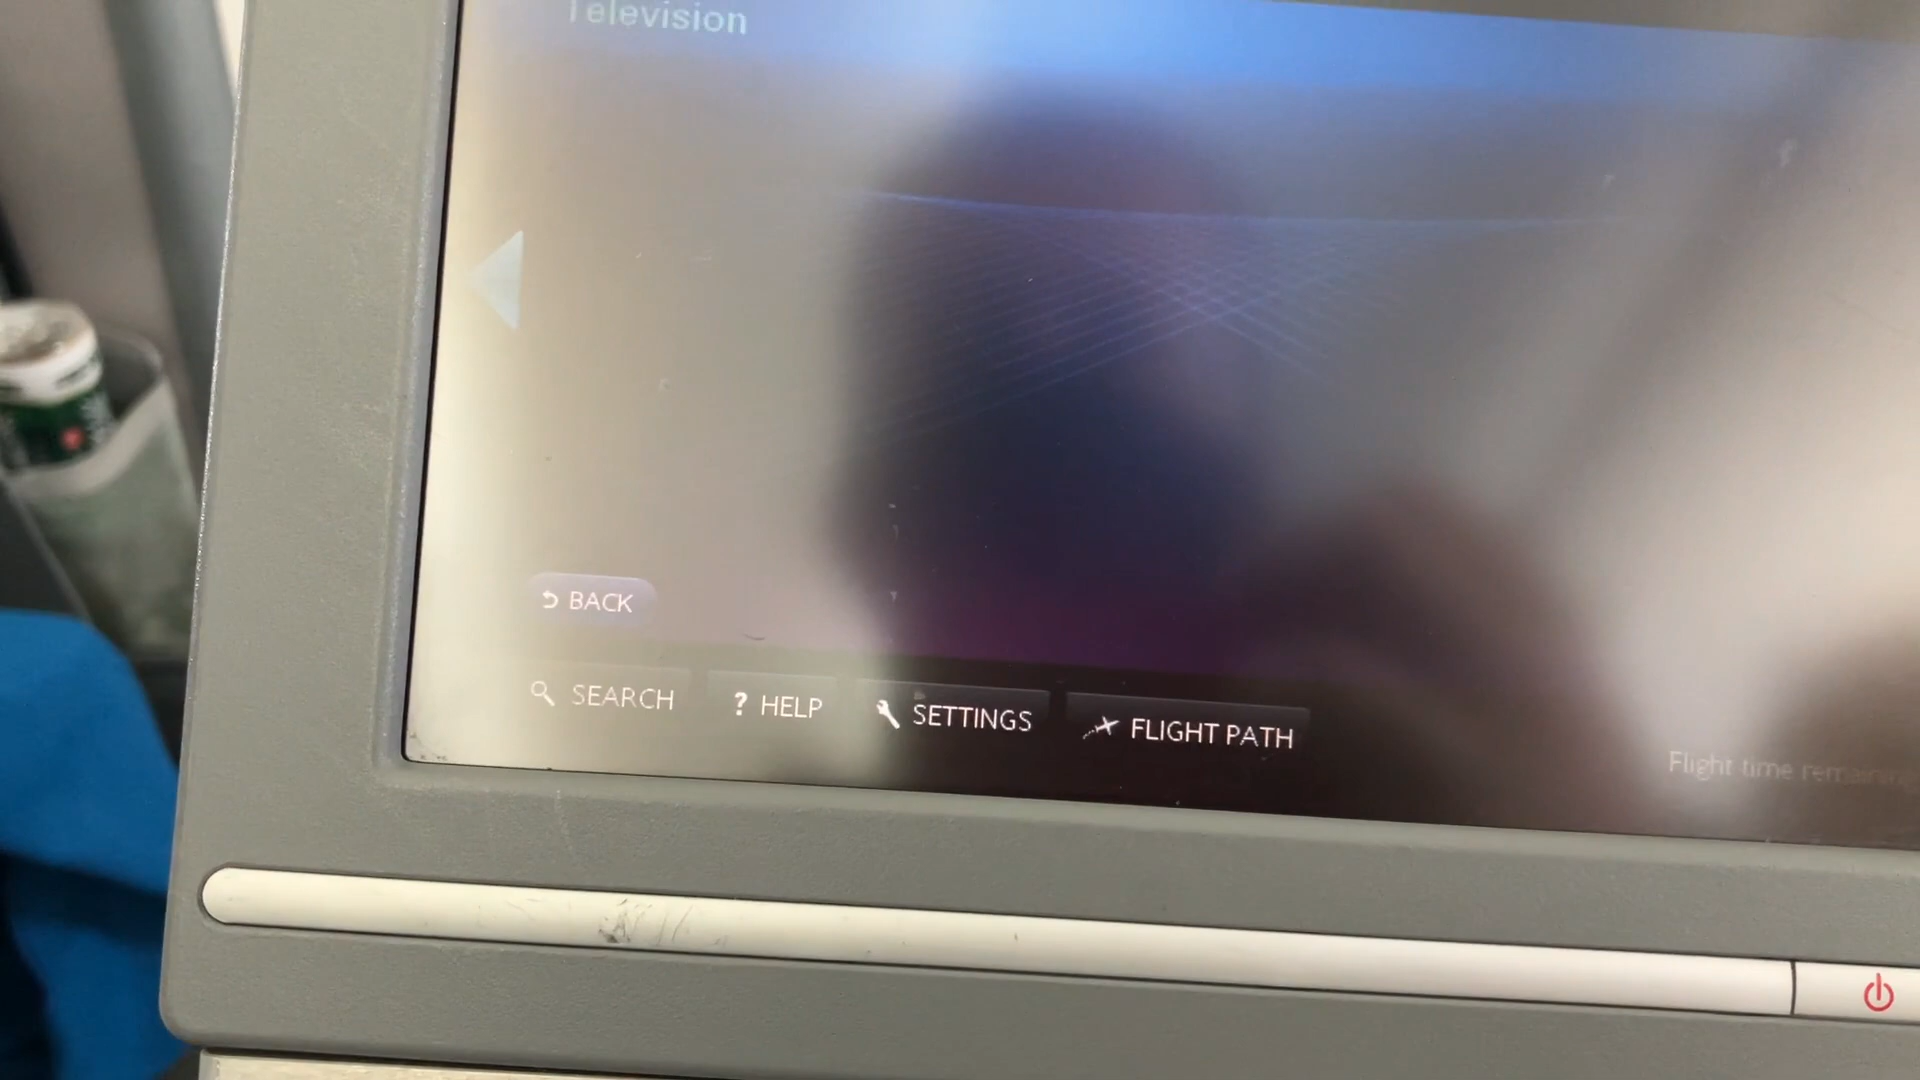 Television
BACK
SEARCH
? HELP
SETTINGS
FLIGHT PATH
Flight time